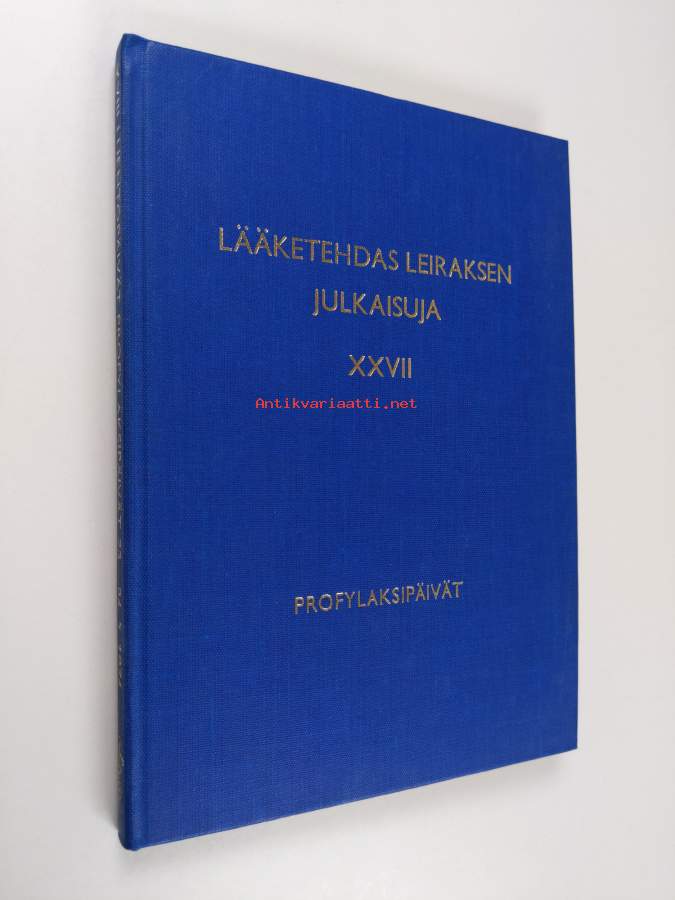 LÄÄKETEHDAS LEIRAKSEN
JULKAISUJA
XXVII
Antikvariaatti.net
PROFYLAKSIPÄIVÄT